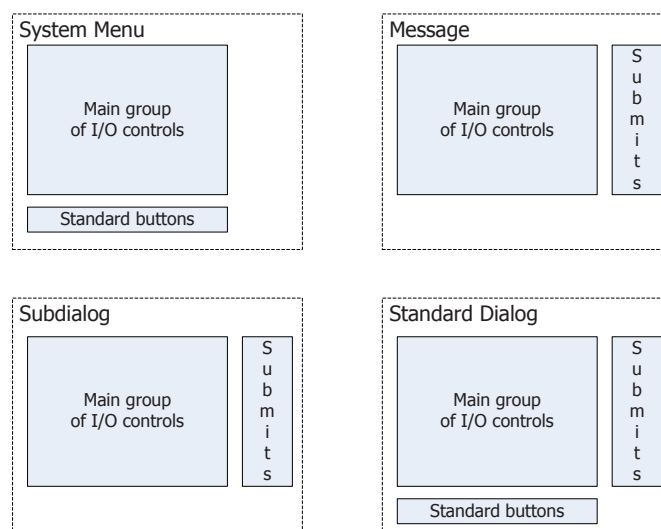 System Menu
Main group
of I/O controls
Standard buttons
Message
Main group
of I/O controls
S
u
b
m
i
t
s
Subdialog
Main group
of I/O controls
S
u
b
m
i
t
s
Standard Dialog
Main group
of I/O controls
S
u
b
m
i
t
s
Standard buttons